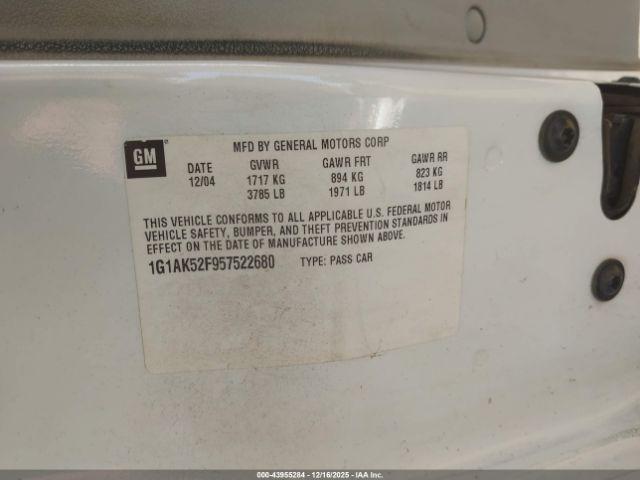 GM
MFD BY GENERAL MOTORS CORP
DATE GVWR GAWR FRT GAWR RR
12/04 1717 KG 894 KG 823 KG
3785 LB 1971 LB 1814 LB
THIS VEHICLE CONFORMS TO ALL APPLICABLE U.S. FEDERAL MOTOR
VEHICLE SAFETY, BUMPER, AND THEFT PREVENTION STANDARDS IN
EFFECT ON THE DATE OF MANUFACTURE SHOWN ABOVE.
1G1AK52F957522680 TYPE: PASS CAR
000-43955284 - 12/16/2025 - IAAI.com